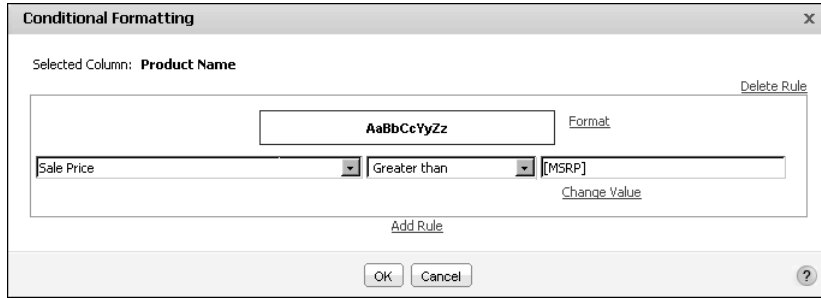 Conditional Formatting x
Selected Column: Product Name
Delete Rule
AaBbCcYyZz Format
Sale Price Greater than [MSRP]
Change Value
Add Rule
OK Cancel ?